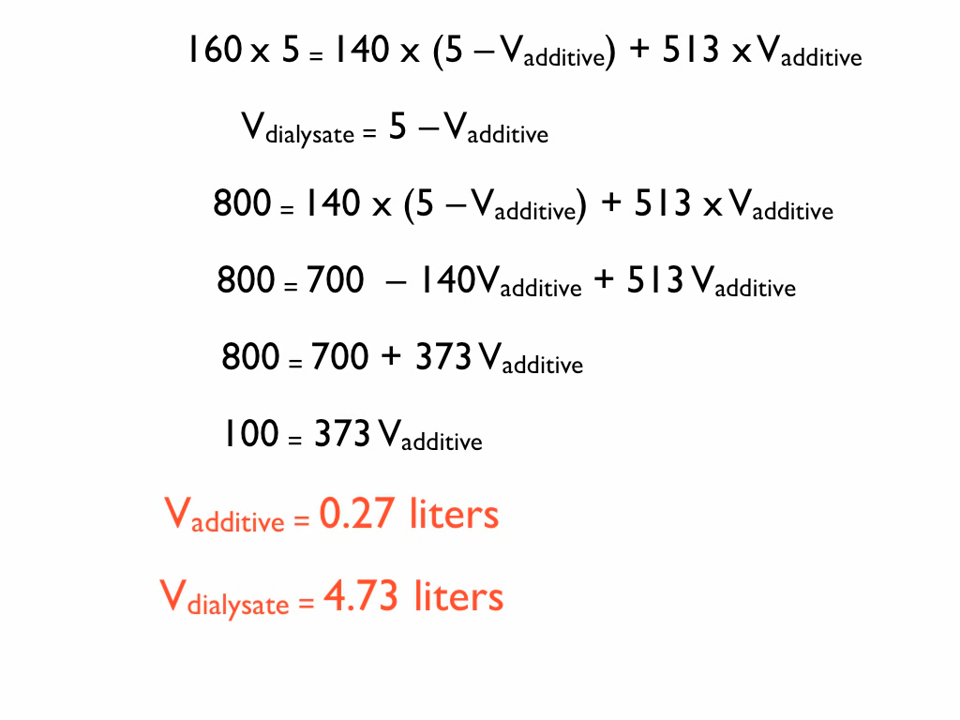 160 x 5 = 140 x (5 – Vadditive) + 513 x Vadditive
Vdialysate = 5 – Vadditive
800 = 140 x (5 – Vadditive) + 513 x Vadditive
800 = 700 – 140Vadditive + 513 Vadditive
800 = 700 + 373 Vadditive
100 = 373 Vadditive
Vadditive = 0.27 liters
Vdialysate = 4.73 liters